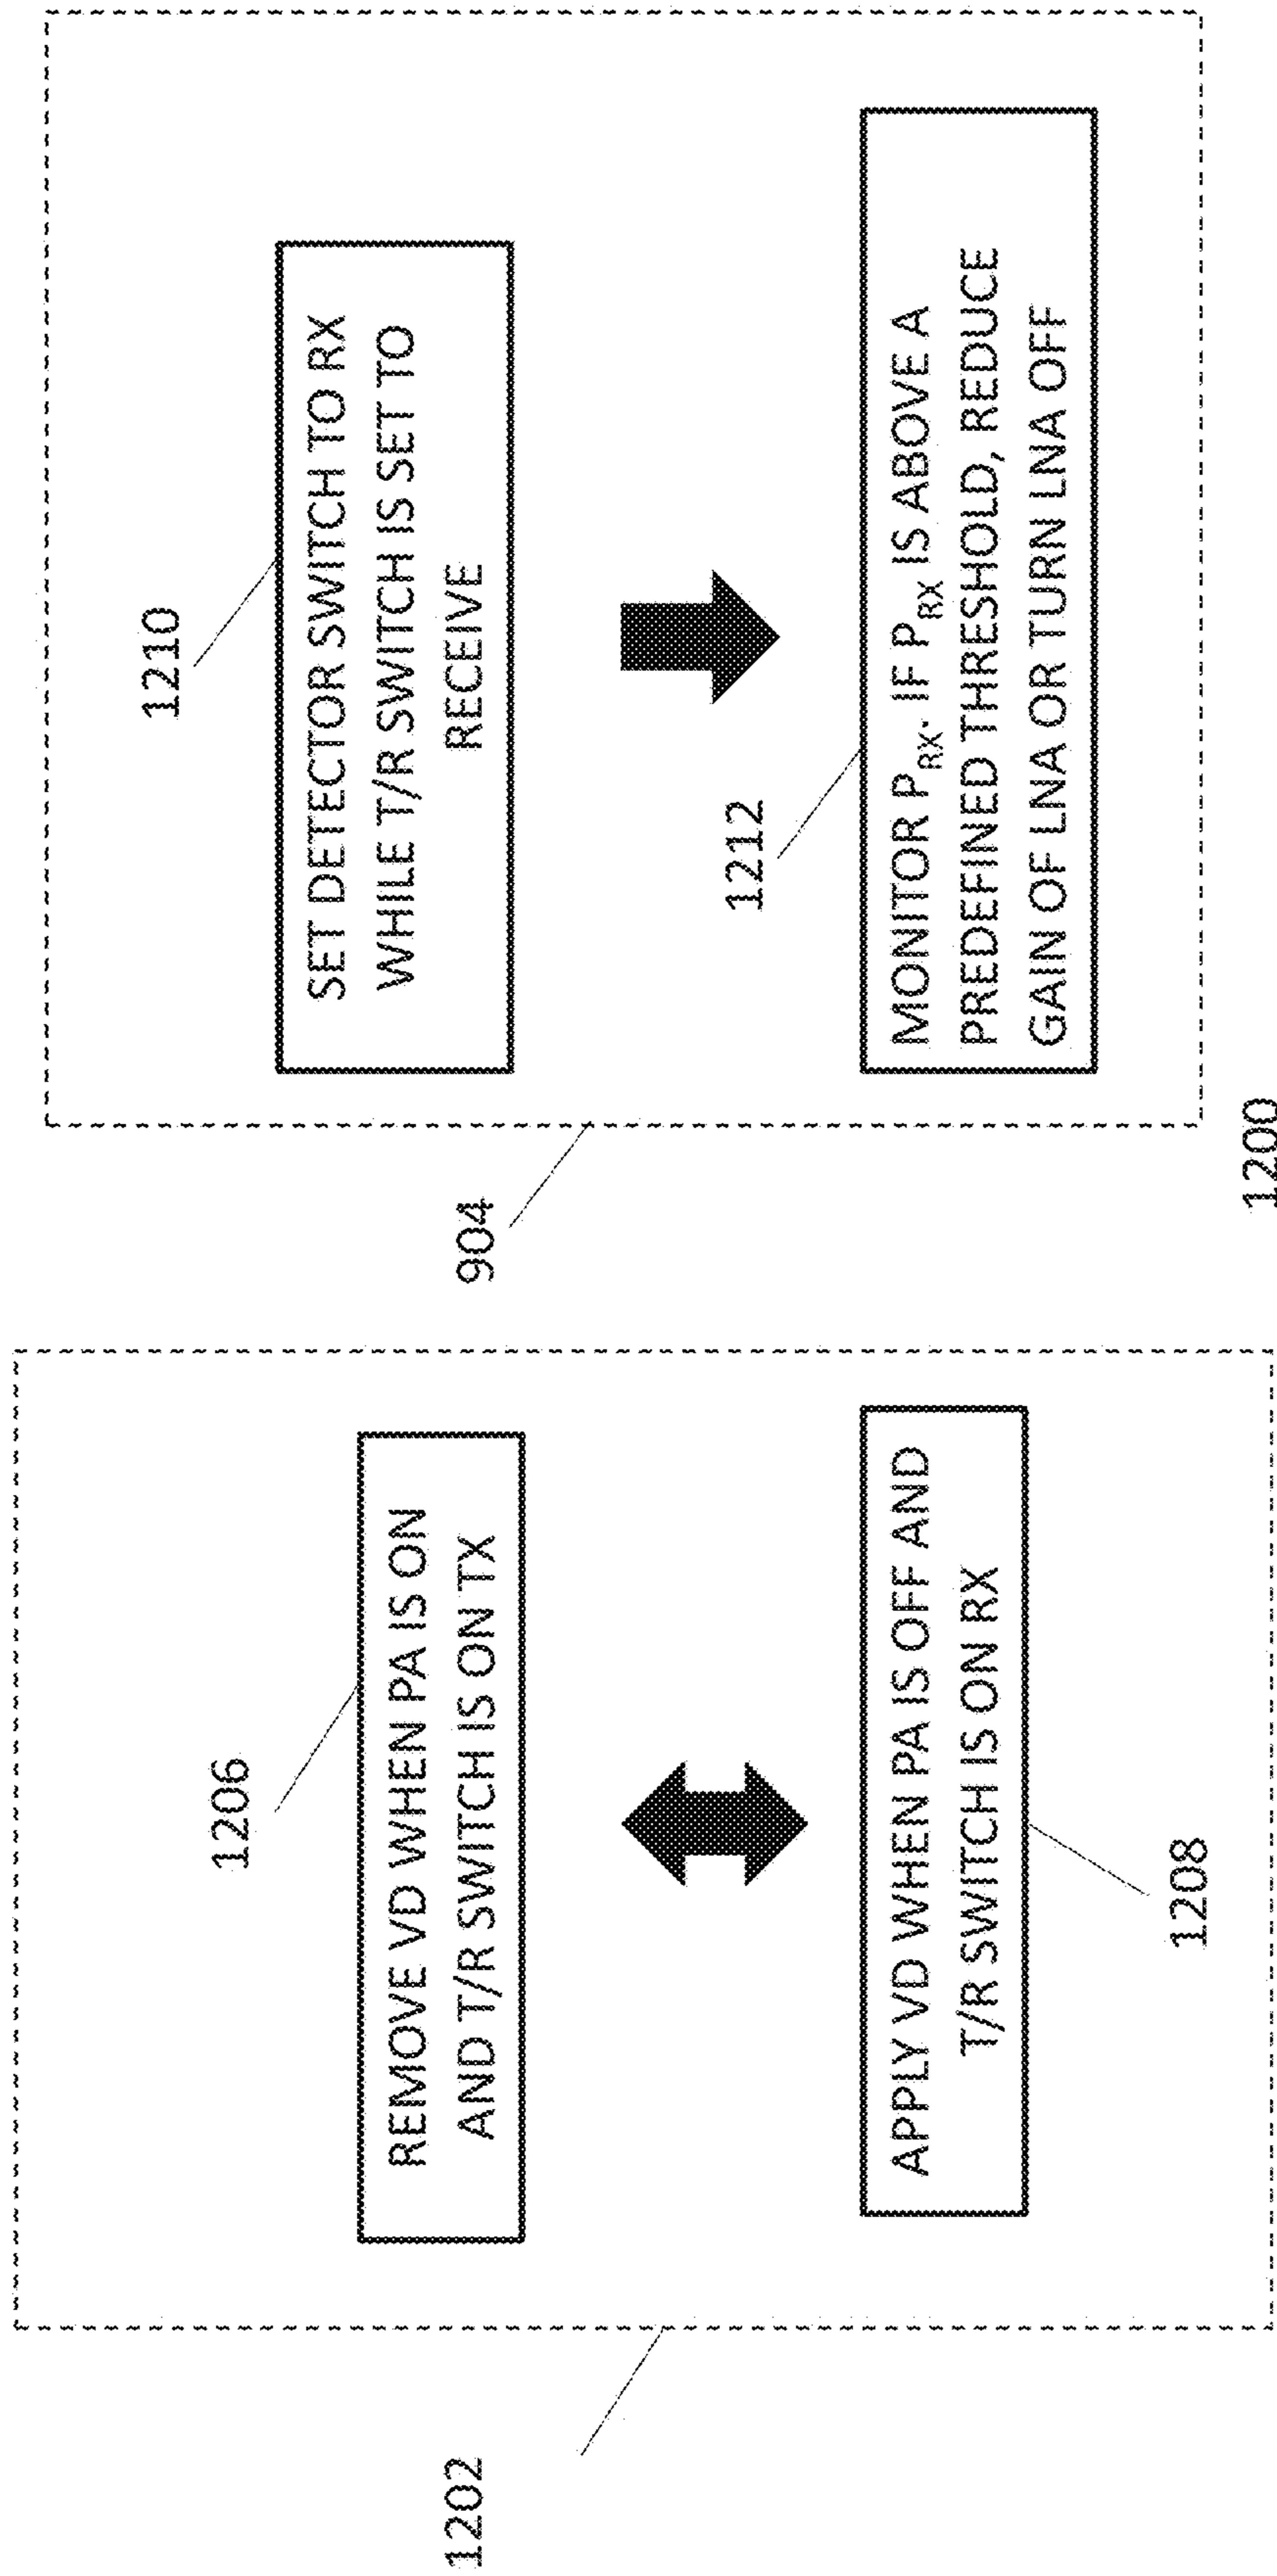 1202
1206
REMOVE VD WHEN PA IS ON
AND T/R SWITCH IS ON TX
APPLY VD WHEN PA IS OFF AND
T/R SWITCH IS ON RX
1208
904
1210
SET DETECTOR SWITCH TO RX
WHILE T/R SWITCH IS SET TO
RECEIVE
1212
MONITOR P_RX. IF P_RX IS ABOVE A
PREDEFINED THRESHOLD, REDUCE
GAIN OF LNA OR TURN LNA OFF
1200